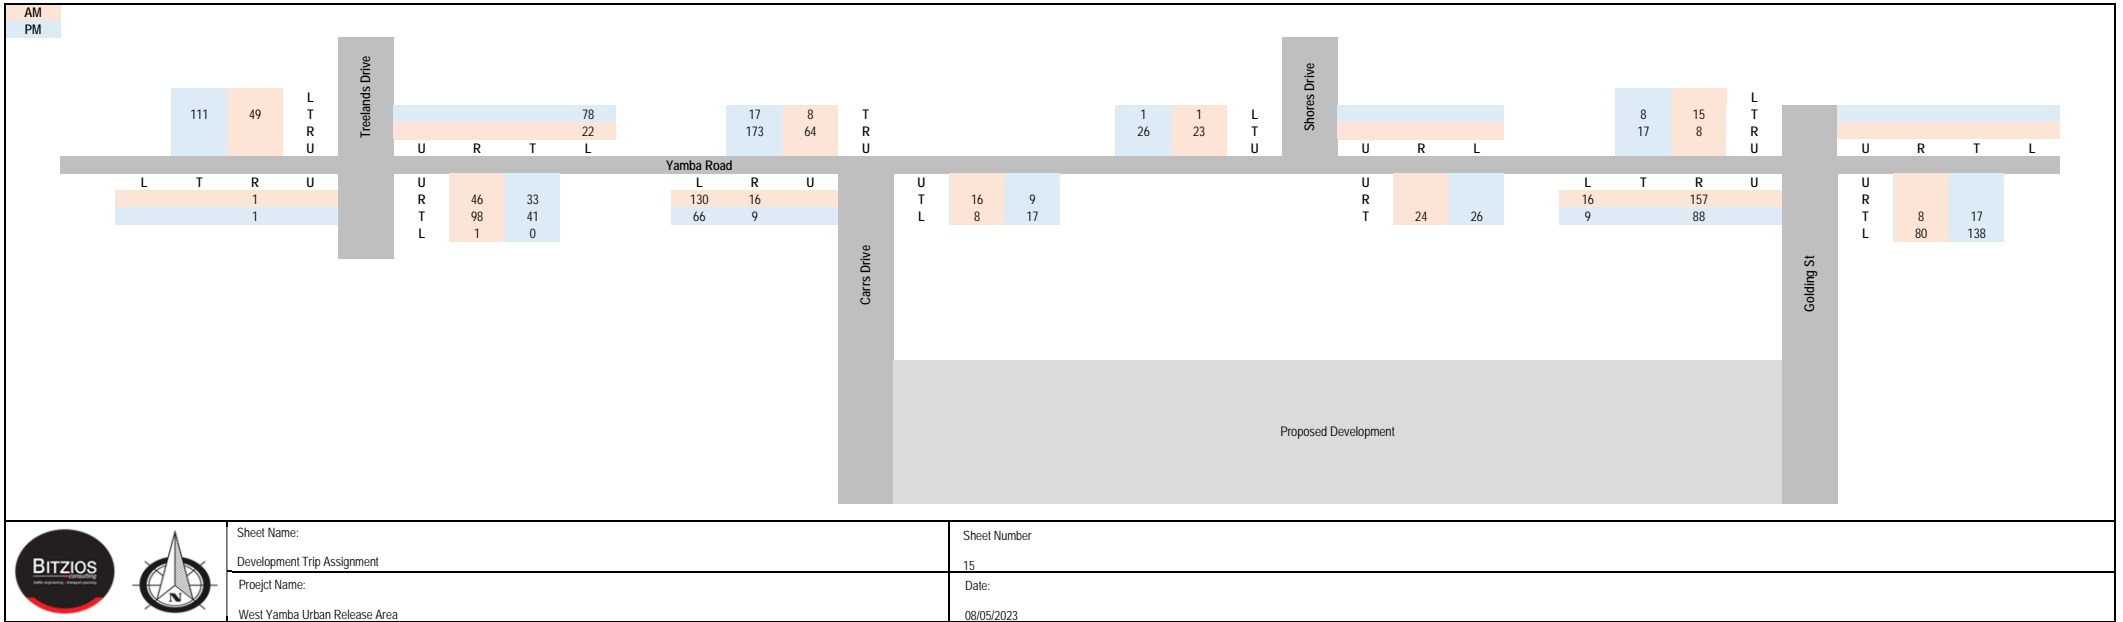 AM
PM
Treelands Drive
Shores Drive
L
111 49 T
R
U
78
22
U R T L
17 8 T
173 64 R
U
1 1 L
26 23 T
U
U R L
L
8 15 T
17 8 R
U
U R T L
Yamba Road
L T R U
1
1
U
R 46 33
T 98 41
L 1 0
L R U
130 16
66 9
U
T 16 9
L 8 17
U
R
T 24 26
L T R U
16 157
9 88
U
R
T 8 17
L 80 138
Carrs Drive
Golding St
Proposed Development
BITZIOS
consulting
N
Sheet Name:
Development Trip Assignment
Proejct Name:
West Yamba Urban Release Area
Sheet Number
15
Date:
08/05/2023